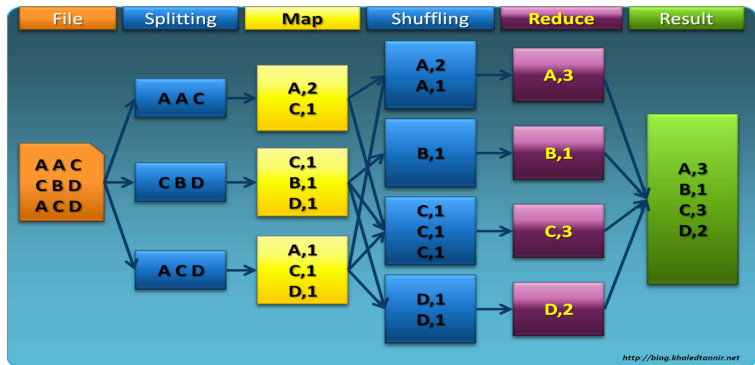 File
Splitting
Map
Shuffling
Reduce
Result
A A C
C B D
A C D
A A C
C B D
A C D
A,2
C,1
C,1
B,1
D,1
A,1
C,1
D,1
A,2
A,1
B,1
C,1
C,1
C,1
D,1
D,1
A,3
B,1
C,3
D,2
A,3
B,1
C,3
D,2
http://blog.khaledtannir.net